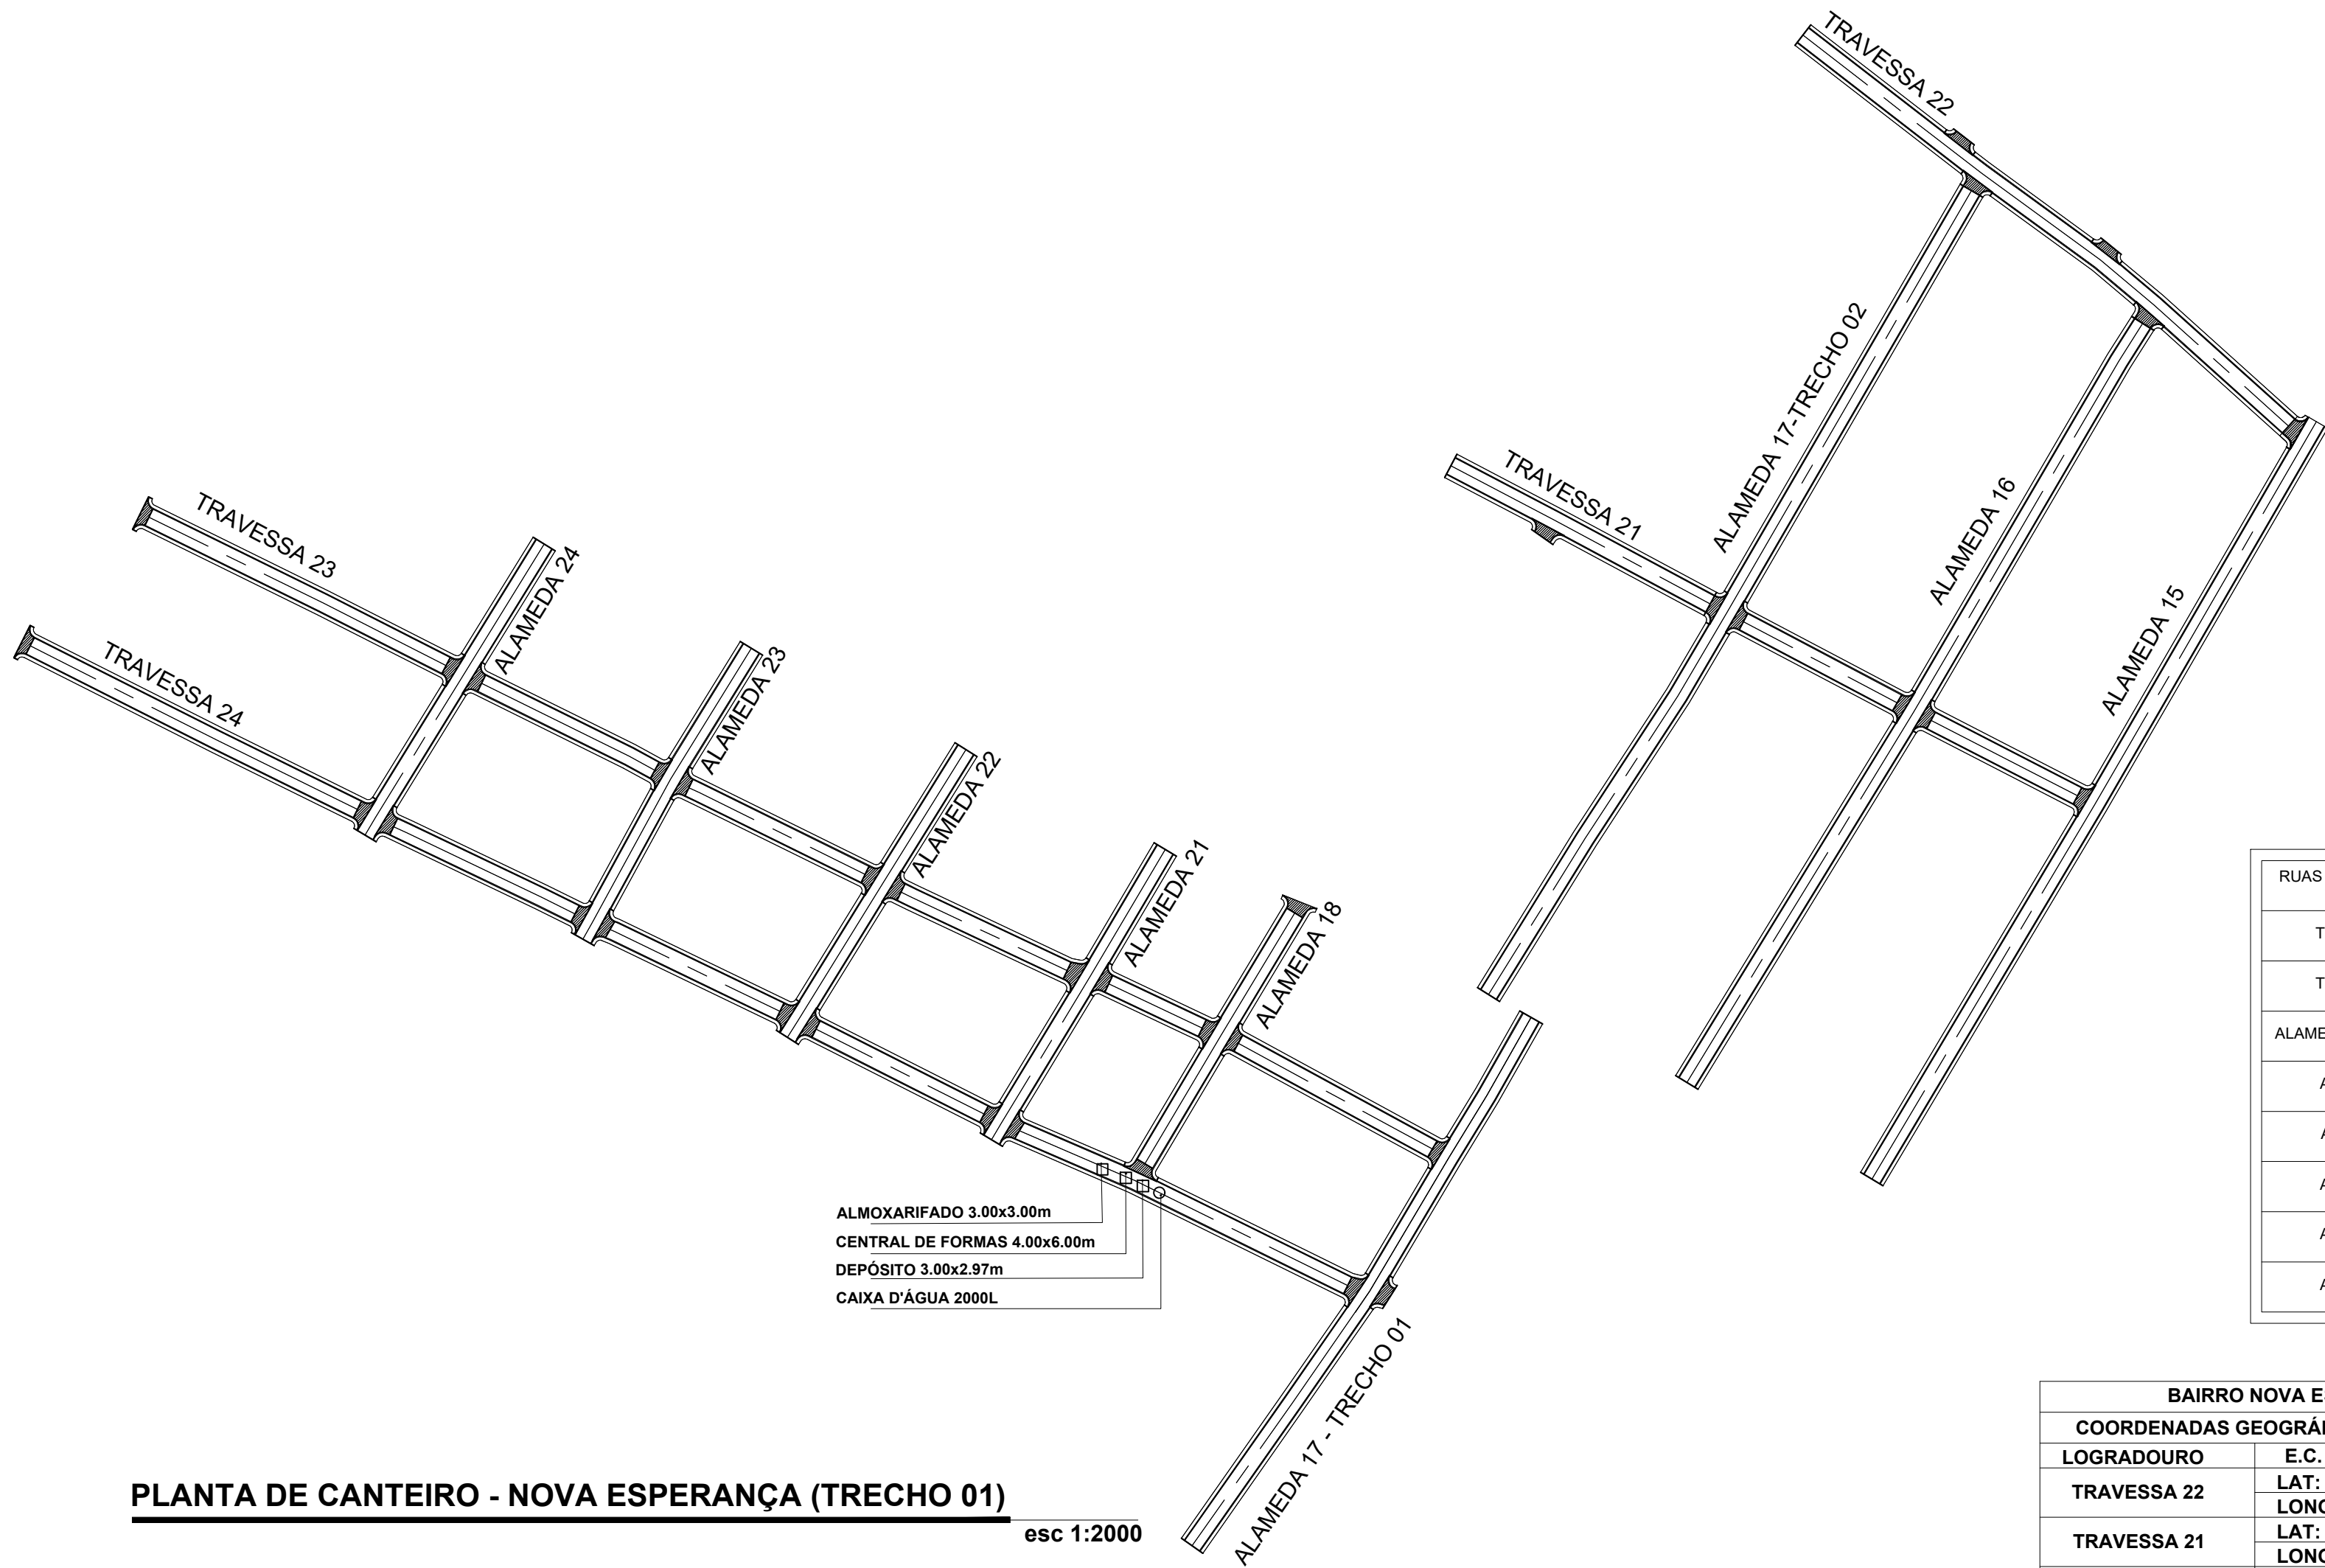 TRAVESSA 22
ALAMEDA 17-TRECHO 02
TRAVESSA 21
ALAMEDA 16
ALAMEDA 15
TRAVESSA 23
ALAMEDA 24
TRAVESSA 24
ALAMEDA 23
ALAMEDA 22
ALAMEDA 21
ALAMEDA 18
ALMOXARIFADO 3.00x3.00m
CENTRAL DE FORMAS 4.00x6.00m
DEPÓSITO 3.00x2.97m
CAIXA D'ÁGUA 2000L
ALAMEDA 17 - TRECHO 01
PLANTA DE CANTEIRO - NOVA ESPERANÇA (TRECHO 01)
esc 1:2000
RUAS
BAIRRO NOVA
COORDENADAS
LOGRADOURO E.C.
TRAVESSA 22
LAT:
TRAVESSA 21
LAT: